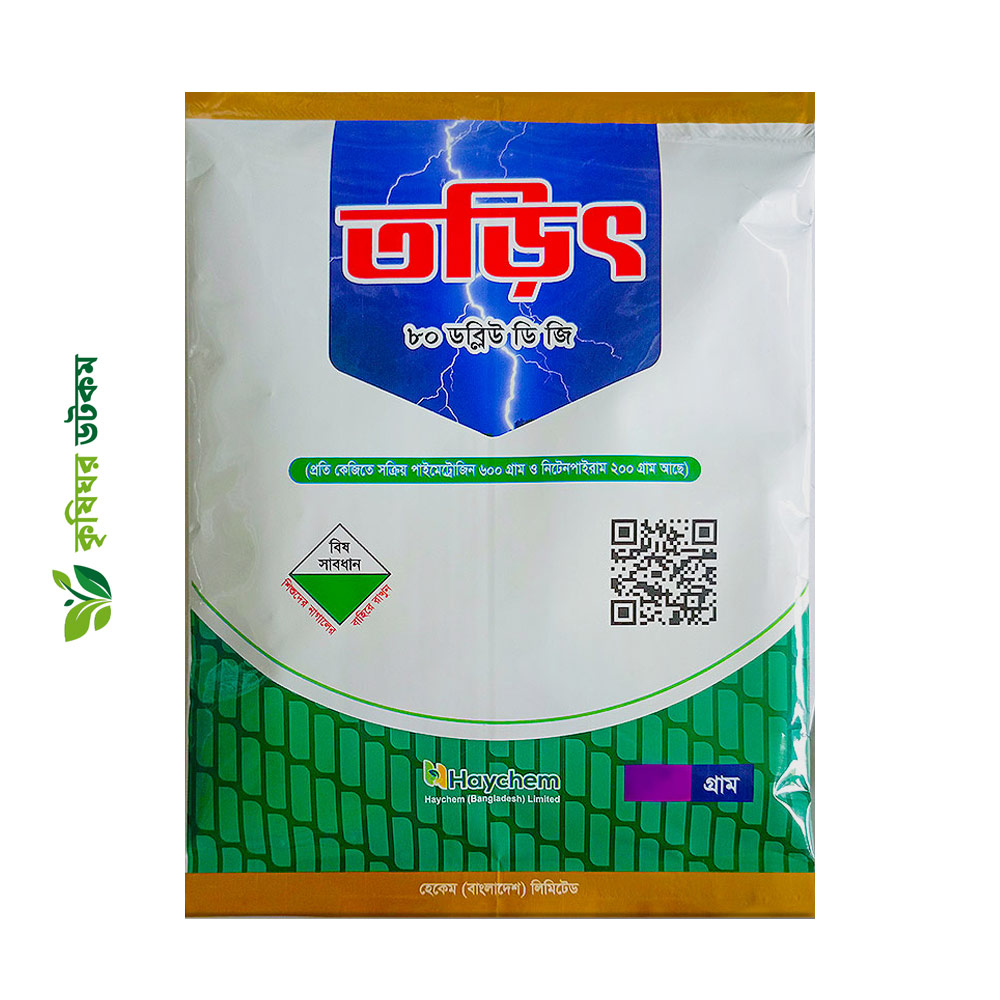 তড়িৎ
৮০ ডব্লিউ ডি জি
(প্রতি কেজিতে সক্রিয় পাইমেট্রোজিন ৬০০ গ্রাম ও নিটেনপাইরাম ২০০ গ্রাম আছে)
বিষ
সাবধান
শিশুদের নাগালের
বাহিরে রাখুন
Haychem
Haychem (Bangladesh) Limited
গ্রাম
হেকেম (বাংলাদেশ) লিমিটেড
কৃষিঘর ডটকম